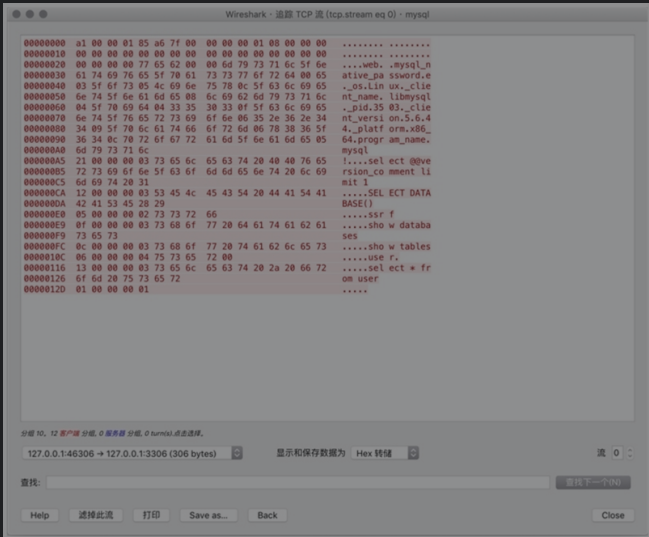 Wireshark · 追踪 TCP 流 (tcp.stream eq 0) · mysql
00000000 a1 00 00 01 85 a6 7f 00 00 00 00 01 08 00 00 00 ........ ........
00000010 00 00 00 00 00 00 00 00 00 00 00 00 00 00 00 00 ........ ........
00000020 00 00 00 00 77 65 62 00 00 6d 79 73 71 6c 5f 6e ....web. .mysql_n
00000030 61 74 69 76 65 5f 70 61 73 73 77 6f 72 64 00 65 ative_pa ssword.e
00000040 03 5f 6f 73 05 4c 69 6e 75 78 0c 5f 63 6c 69 65 ._os.Lin ux._clie
00000050 6e 74 5f 6e 61 6d 65 08 6c 69 62 6d 79 73 71 6c nt_name. libmysql
00000060 04 5f 70 69 64 04 33 35 30 33 0f 5f 63 6c 69 65 ._pid.35 03._clie
00000070 6e 74 5f 76 65 72 73 69 6f 6e 06 35 2e 36 2e 34 nt_versi on.5.6.4
00000080 34 09 5f 70 6c 61 74 66 6f 72 6d 06 78 38 36 5f 4._platf orm.x86_
00000090 36 34 0c 70 72 6f 67 72 61 6d 5f 6e 61 6d 65 05 64.progr am_name.
000000A0 6d 79 73 71 6c mysql
000000A5 21 00 00 00 03 73 65 6c 65 63 74 20 40 40 76 65 !....sel ect @@ve
000000B5 72 73 69 6f 6e 5f 63 6f 6d 6d 65 6e 74 20 6c 69 rsion_co mment li
000000C5 6d 69 74 20 31 mit 1
000000CA 12 00 00 00 03 53 45 4c 45 43 54 20 44 41 54 41 .....SEL ECT DATA
000000DA 42 41 53 45 28 29 BASE()
000000E0 05 00 00 00 02 73 73 72 66 .....ssr f
000000E9 0f 00 00 00 03 73 68 6f 77 20 64 61 74 61 62 61 .....sho w databa
000000F9 73 65 73 ses
000000FC 0c 00 00 00 03 73 68 6f 77 20 74 61 62 6c 65 73 .....sho w tables
0000010C 06 00 00 00 04 75 73 65 72 00 .....use r.
00000116 13 00 00 00 03 73 65 6c 65 63 74 20 2a 20 66 72 .....sel ect * fr
00000126 6f 6d 20 75 73 65 72 om user
0000012D 01 00 00 00 01 .....
分组 10。12 客户端 分组, 0 服务器 分组, 0 turn(s).点击选择。
127.0.0.1:46306 → 127.0.0.1:3306 (306 bytes) 显示和保存数据为 Hex 转储 流 0
查找: 查找下一个(N)
Help 滤掉此流 打印 Save as... Back Close